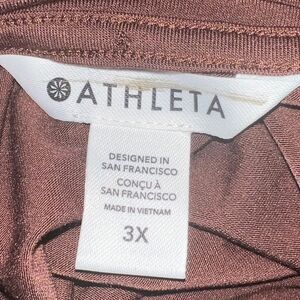 ATHLETA
DESIGNED IN
SAN FRANCISCO
CONÇU À
SAN FRANCISCO
MADE IN VIETNAM
3X